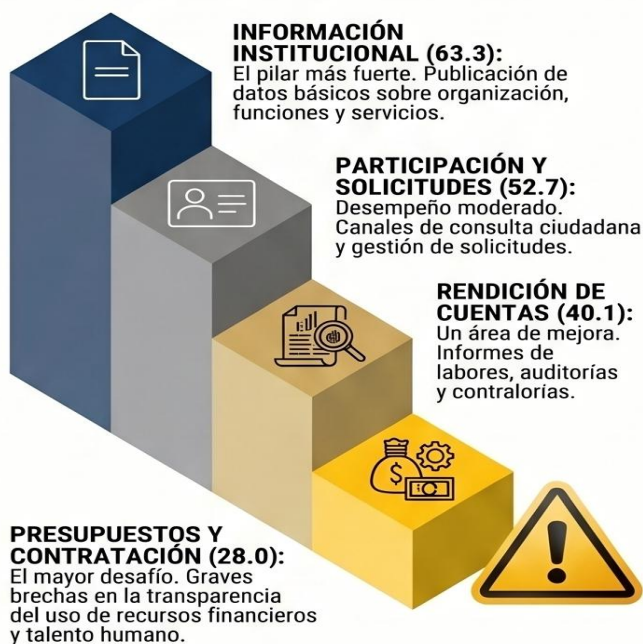 INFORMACIÓN
INSTITUCIONAL (63.3):
El pilar más fuerte. Publicación de
datos básicos sobre organización,
funciones y servicios.
PARTICIPACIÓN Y
SOLICITUDES (52.7):
Desempeño moderado.
Canales de consulta ciudadana
y gestión de solicitudes.
RENDICIÓN DE
CUENTAS (40.1):
Un área de mejora.
Informes de
labores, auditorías
y contralorías.
$
PRESUPUESTOS Y
CONTRATACIÓN (28.0):
El mayor desafío. Graves
brechas en la transparencia
del uso de recursos financieros
y talento humano.
!